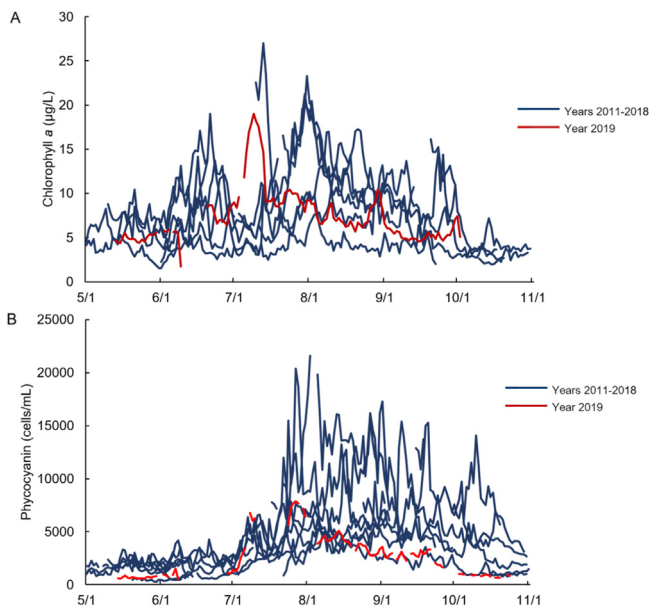 A
30
25
20
15
10
5
0
Chlorophyll a (µg/L)
5/1 6/1 7/1 8/1 9/1 10/1 11/1
Years 2011-2018
Year 2019
B
25000
20000
15000
10000
5000
0
Phycocyanin (cells/mL)
5/1 6/1 7/1 8/1 9/1 10/1 11/1
Years 2011-2018
Year 2019